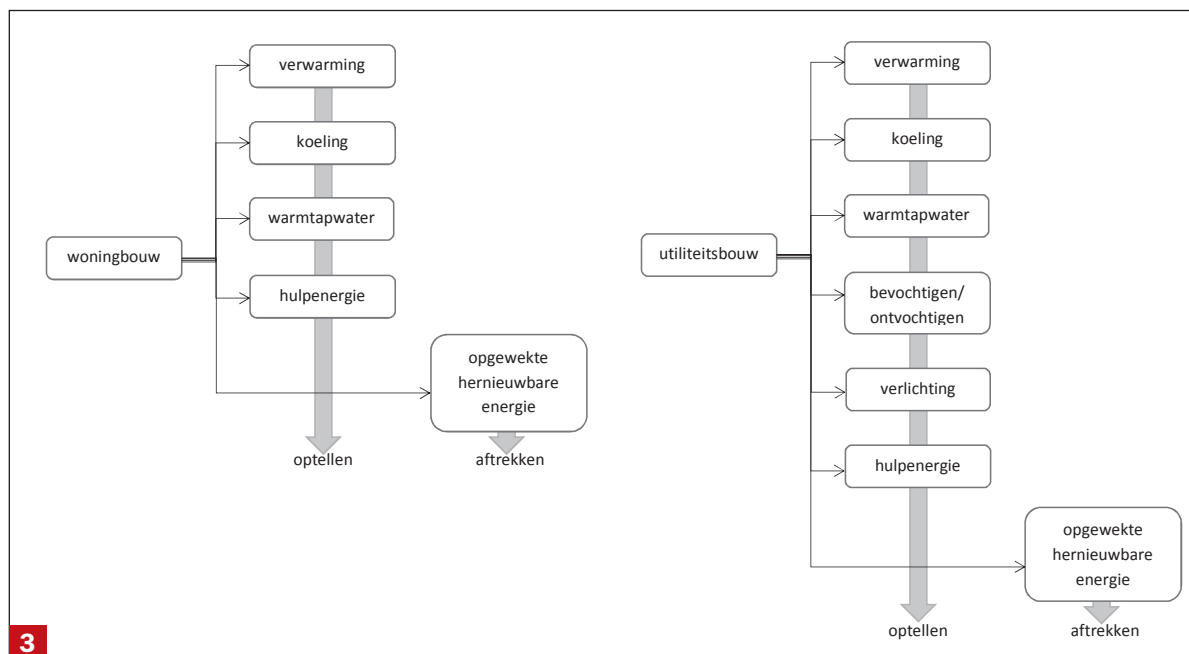 verwarming
koeling
warmtapwater
woningbouw
hulpenergie
opgewekte
hernieuwbare
energie
optellen
aftrekken
verwarming
koeling
warmtapwater
utiliteitsbouw
bevochtigen/
ontvochtigen
verlichting
hulpenergie
opgewekte
hernieuwbare
energie
optellen
aftrekken
3